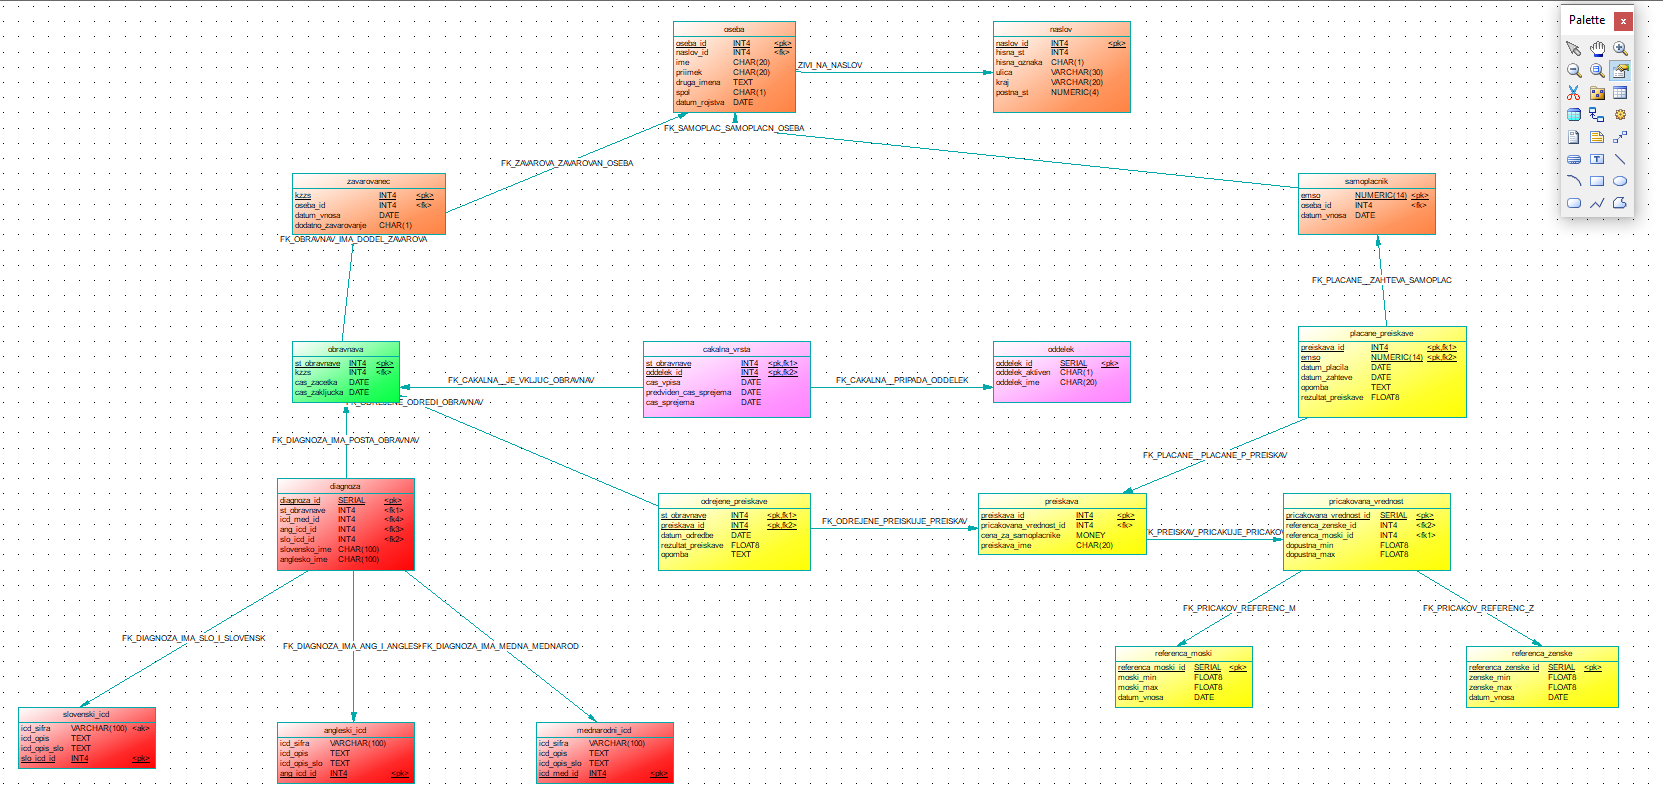 Palette
x
oseba
oseba_id INT4 <pk>
naslov_id INT4 <fk>
ime CHAR(20)
priimek CHAR(20)
druga_imena TEXT
spol CHAR(1)
datum_rojstva DATE
ZIVI_NA_NASLOV
naslov
naslov_id INT4 <pk>
hisna_st INT4
hisna_oznaka CHAR(1)
ulica VARCHAR(30)
kraj VARCHAR(20)
postna_st NUMERIC(4)
FK_SAMOPLAC_SAMOPLACN_OSEBA
FK_ZAVAROVA_ZAVAROVAN_OSEBA
zavarovanec
kzzs INT4 <pk>
oseba_id INT4 <fk>
datum_vnosa DATE
dodatno_zavarovanje CHAR(1)
samoplacnik
emso NUMERIC(14) <pk>
oseba_id INT4 <fk>
datum_vnosa DATE
FK_OBRAVNAV_IMA_DODEL_ZAVAROVA
FK_PLACANE__ZAHTEVA_SAMOPLAC
obravnava
st_obravnave INT4 <pk>
kzzs INT4 <fk>
cas_zacetka DATE
cas_zakljucka DATE
FK_CAKALNA__JE_VKLJUC_OBRAVNAV
cakalna_vrsta
st_obravnave INT4 <pk,fk1>
oddelek_id INT4 <pk,fk2>
cas_vpisa DATE
predviden_cas_sprejema DATE
cas_sprejema DATE
FK_CAKALNA__PRIPADA_ODDELEK
oddelek
oddelek_id SERIAL <pk>
oddelek_aktiven CHAR(1)
oddelek_ime CHAR(20)
placane_preiskave
preiskava_id INT4 <pk,fk1>
emso NUMERIC(14) <pk,fk2>
datum_placila DATE
datum_zahteve DATE
opomba TEXT
rezultat_preiskave FLOAT8
FK_ODREJENE_ODREDI_OBRAVNAV
FK_DIAGNOZA_IMA_POSTA_OBRAVNAV
FK_PLACANE__PLACANE_P_PREISKAV
diagnoza
diagnoza_id SERIAL <pk>
st_obravnave INT4 <fk1>
icd_med_id INT4 <fk4>
ang_icd_id INT4 <fk3>
slo_icd_id INT4 <fk2>
slovensko_ime CHAR(100)
anglesko_ime CHAR(100)
odrejene_preiskave
st_obravnave INT4 <pk,fk1>
preiskava_id INT4 <pk,fk2>
datum_odredbe DATE
rezultat_preiskave FLOAT8
opomba TEXT
FK_ODREJENE_PREISKUJE_PREISKAV
preiskava
preiskava_id INT4 <pk>
pricakovana_vrednost_id INT4 <fk>
cena_za_samoplacnike MONEY
preiskava_ime CHAR(20)
K_PREISKAV_PRICAKUJE_PRICAKO
pricakovana_vrednost
pricakovana_vrednost_id SERIAL <pk>
referenca_zenske_id INT4 <fk2>
referenca_moski_id INT4 <fk1>
dopustna_min FLOAT8
dopustna_max FLOAT8
FK_PRICAKOV_REFERENC_M
FK_PRICAKOV_REFERENC_Z
FK_DIAGNOZA_IMA_SLO_I_SLOVENSK
FK_DIAGNOZA_IMA_ANG_I_ANGLES
FK_DIAGNOZA_IMA_MEDNA_MEDNAROD
referenca_moski
referenca_moski_id SERIAL <pk>
moski_min FLOAT8
moski_max FLOAT8
datum_vnosa DATE
referenca_zenske
referenca_zenske_id SERIAL <pk>
zenske_min FLOAT8
zenske_max FLOAT8
datum_vnosa DATE
slovenski_icd
icd_sifra VARCHAR(100) <ak>
icd_opis TEXT
icd_opis_slo TEXT
slo_icd_id INT4 <pk>
angleski_icd
icd_sifra VARCHAR(100)
icd_opis TEXT
icd_opis_slo TEXT
ang_icd_id INT4 <pk>
mednarodni_icd
icd_sifra VARCHAR(100)
icd_opis TEXT
icd_opis_slo TEXT
icd_med_id INT4 <pk>